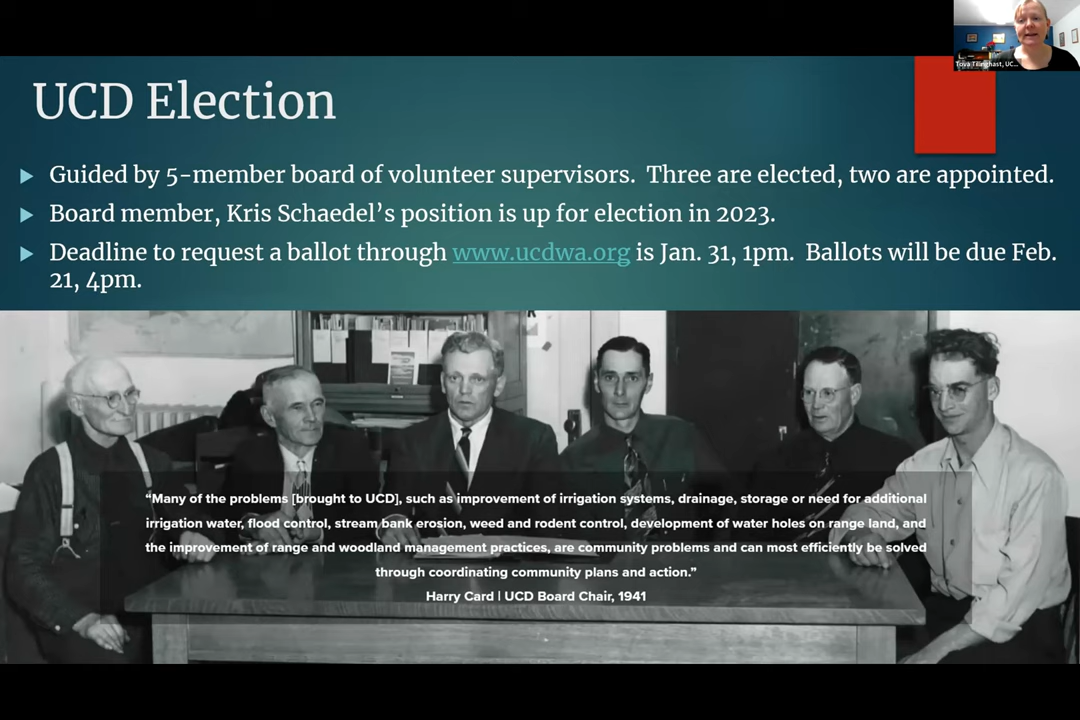 Tova Tillinghast, UC...
UCD Election
Guided by 5-member board of volunteer supervisors.  Three are elected, two are appointed.
Board member, Kris Schaedel’s position is up for election in 2023.
Deadline to request a ballot through www.ucdwa.org is Jan. 31, 1pm.  Ballots will be due Feb.
21, 4pm.
“Many of the problems [brought to UCD], such as improvement of irrigation systems, drainage, storage or need for additional
irrigation water, flood control, stream bank erosion, weed and rodent control, development of water holes on range land, and
the improvement of range and woodland management practices, are community problems and can most efficiently be solved
through coordinating community plans and action.”
Harry Card | UCD Board Chair, 1941